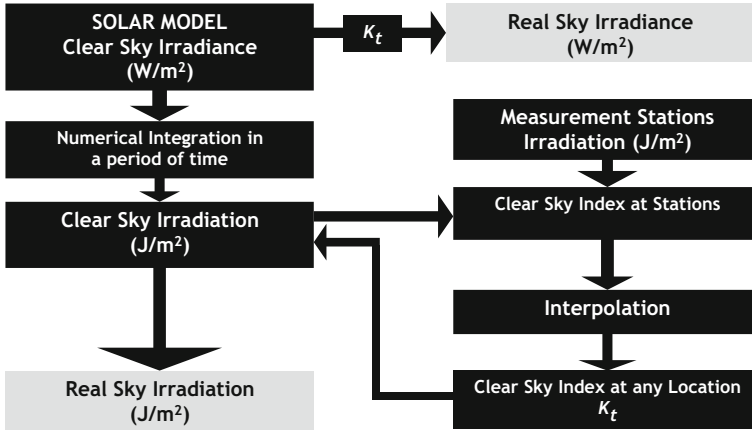 SOLAR MODEL
Clear Sky Irradiance
(W/m²)
Kt
Real Sky Irradiance
(W/m²)
Numerical Integration in
a period of time
Measurement Stations
Irradiation (J/m²)
Clear Sky Irradiation
(J/m²)
Clear Sky Index at Stations
Interpolation
Real Sky Irradiation
(J/m²)
Clear Sky Index at any Location
Kt